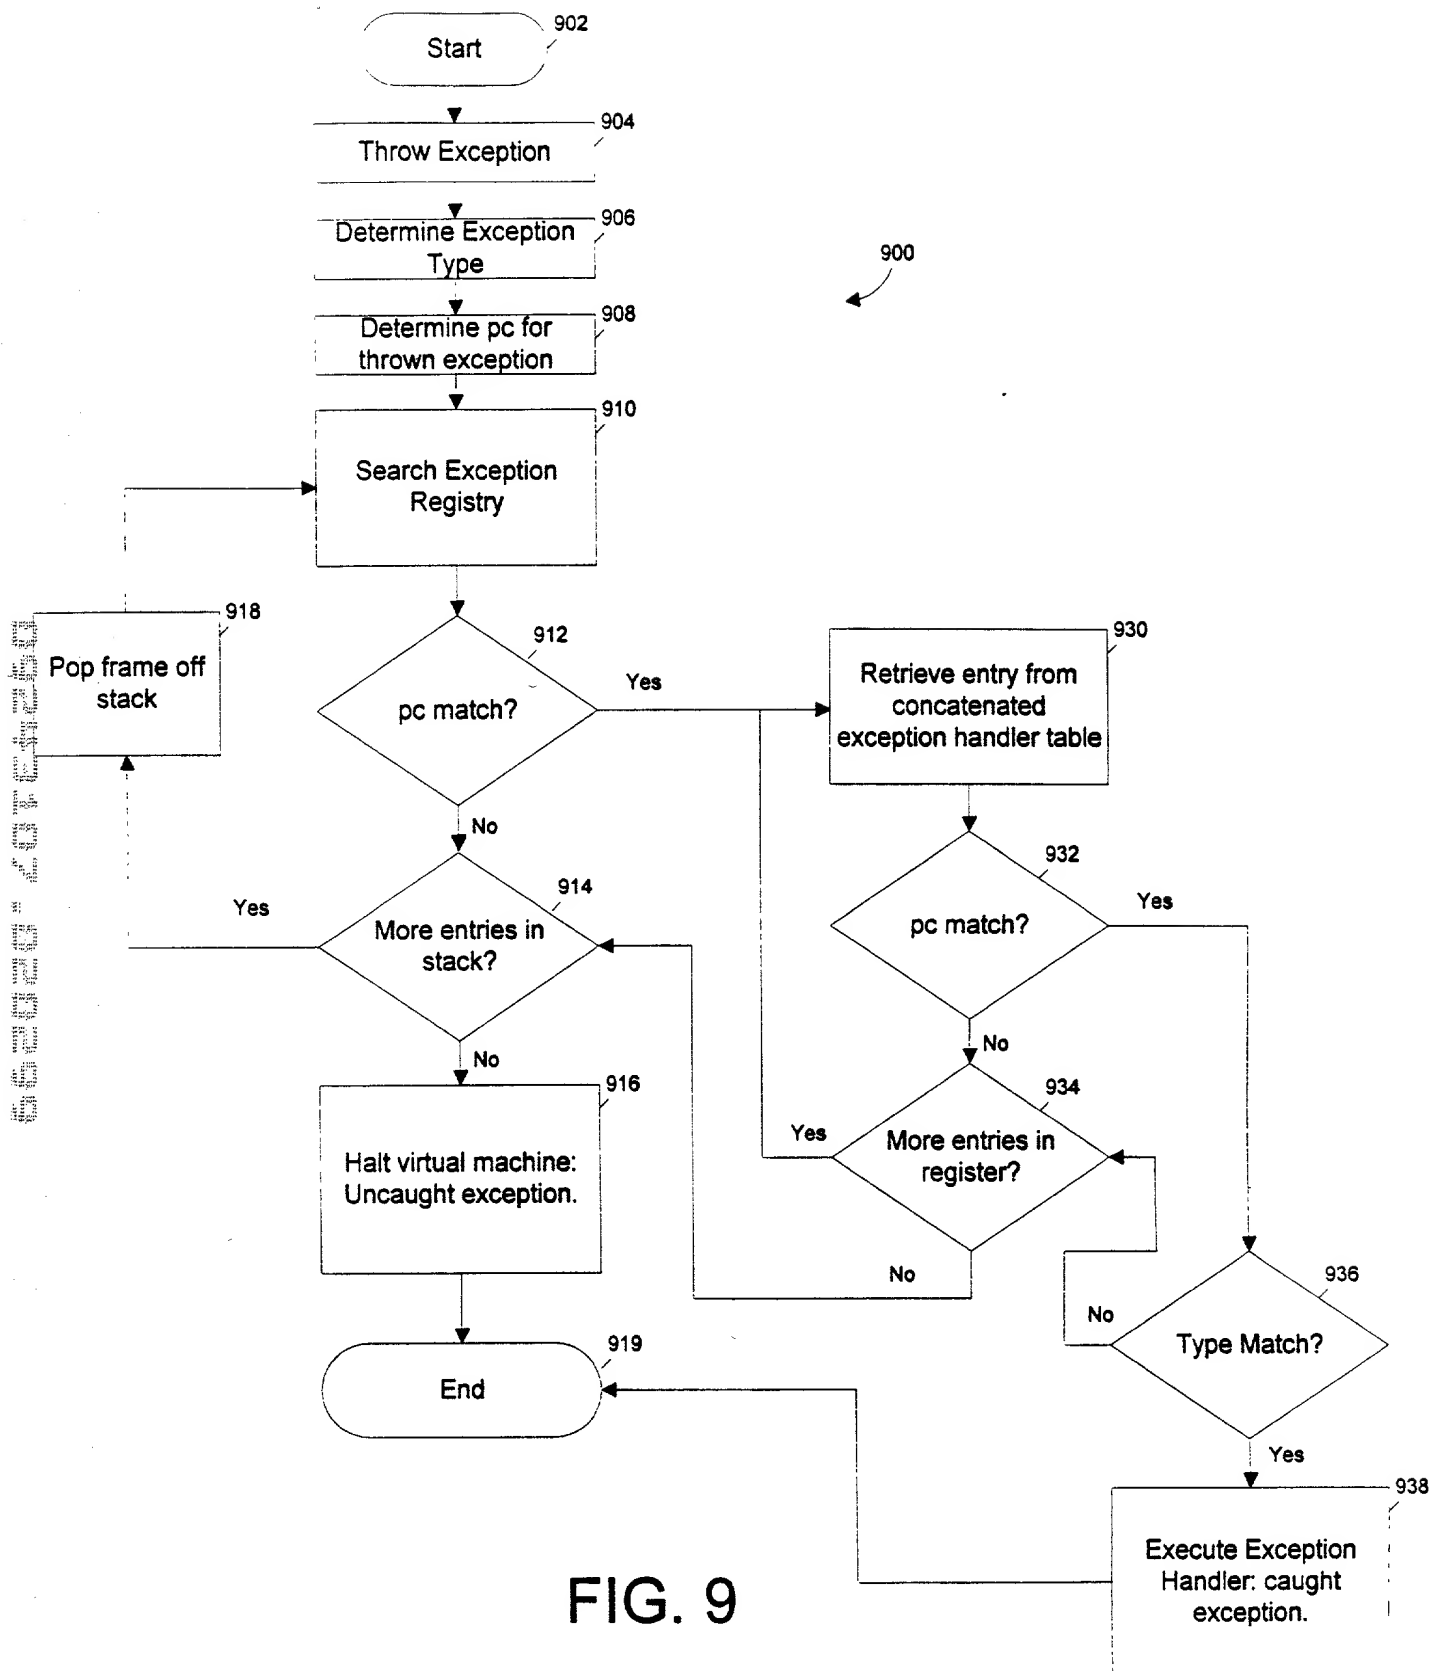 Start
902
Throw Exception
904
Determine Exception
Type
906
900
Determine pc for
thrown exception
908
Search Exception
Registry
910
Pop frame off
stack
918
pc match?
912
Yes
No
Retrieve entry from
concatenated
exception handler table
930
pc match?
932
Yes
No
More entries in
stack?
914
Yes
No
More entries in
register?
934
Yes
No
Halt virtual machine:
Uncaught exception.
916
Type Match?
936
No
Yes
End
919
Execute Exception
Handler: caught
exception.
938
FIG. 9